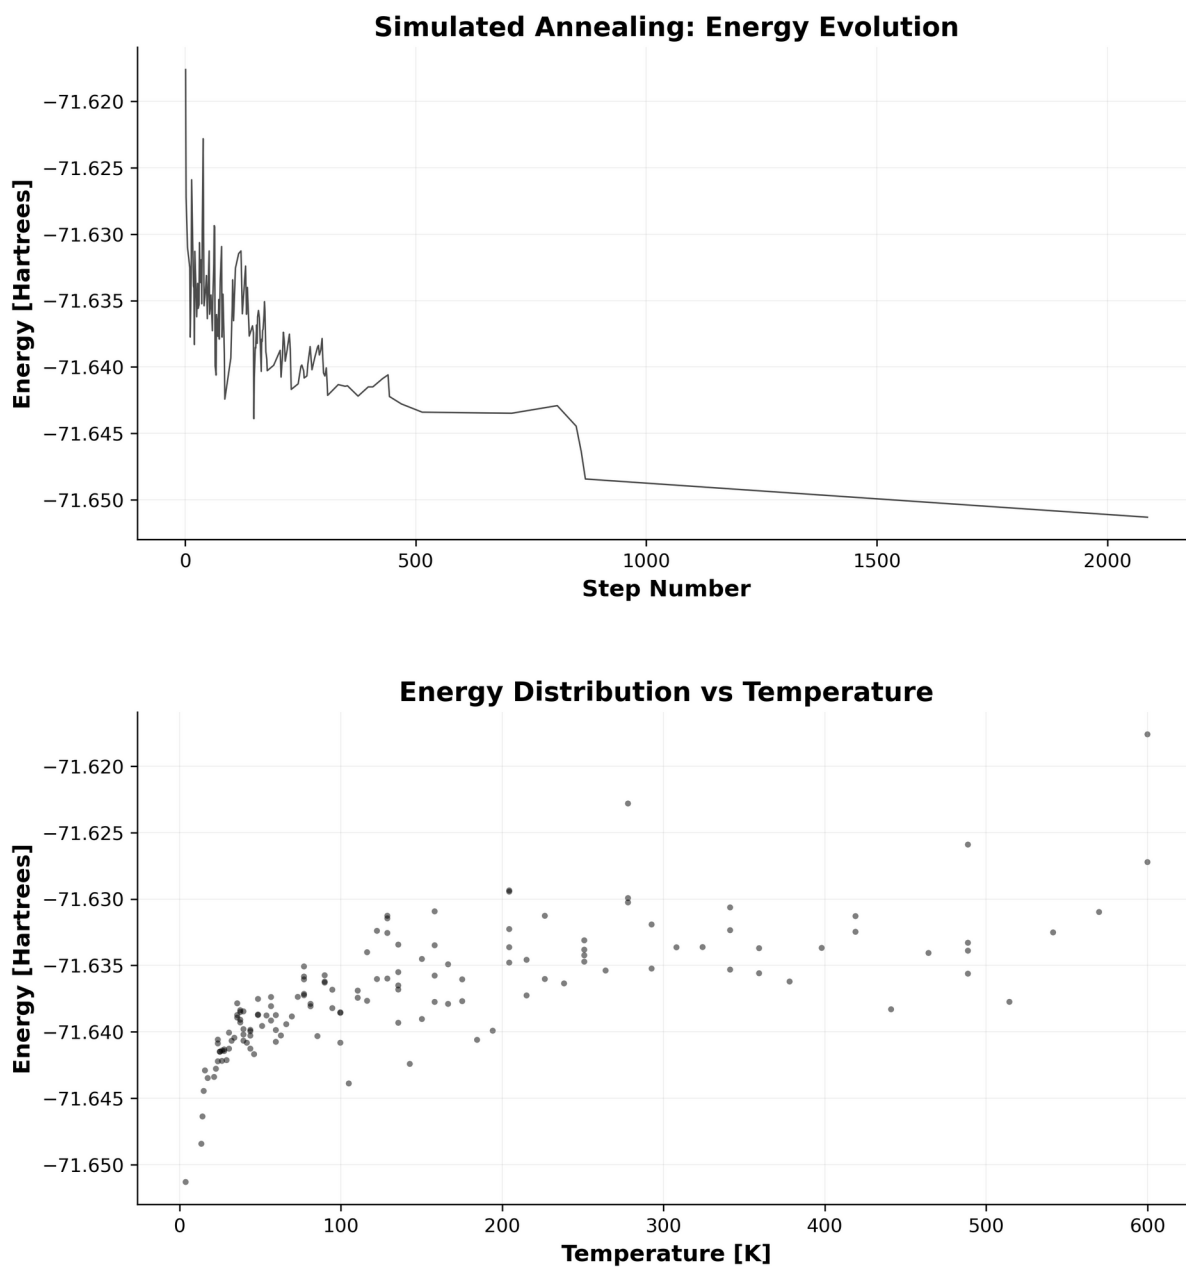 Simulated Annealing: Energy Evolution
−71.620
−71.625
−71.630
−71.635
−71.640
−71.645
−71.650
Energy [Hartrees]
0 500 1000 1500 2000
Step Number
Energy Distribution vs Temperature
−71.620
−71.625
−71.630
−71.635
−71.640
−71.645
−71.650
Energy [Hartrees]
0 100 200 300 400 500 600
Temperature [K]